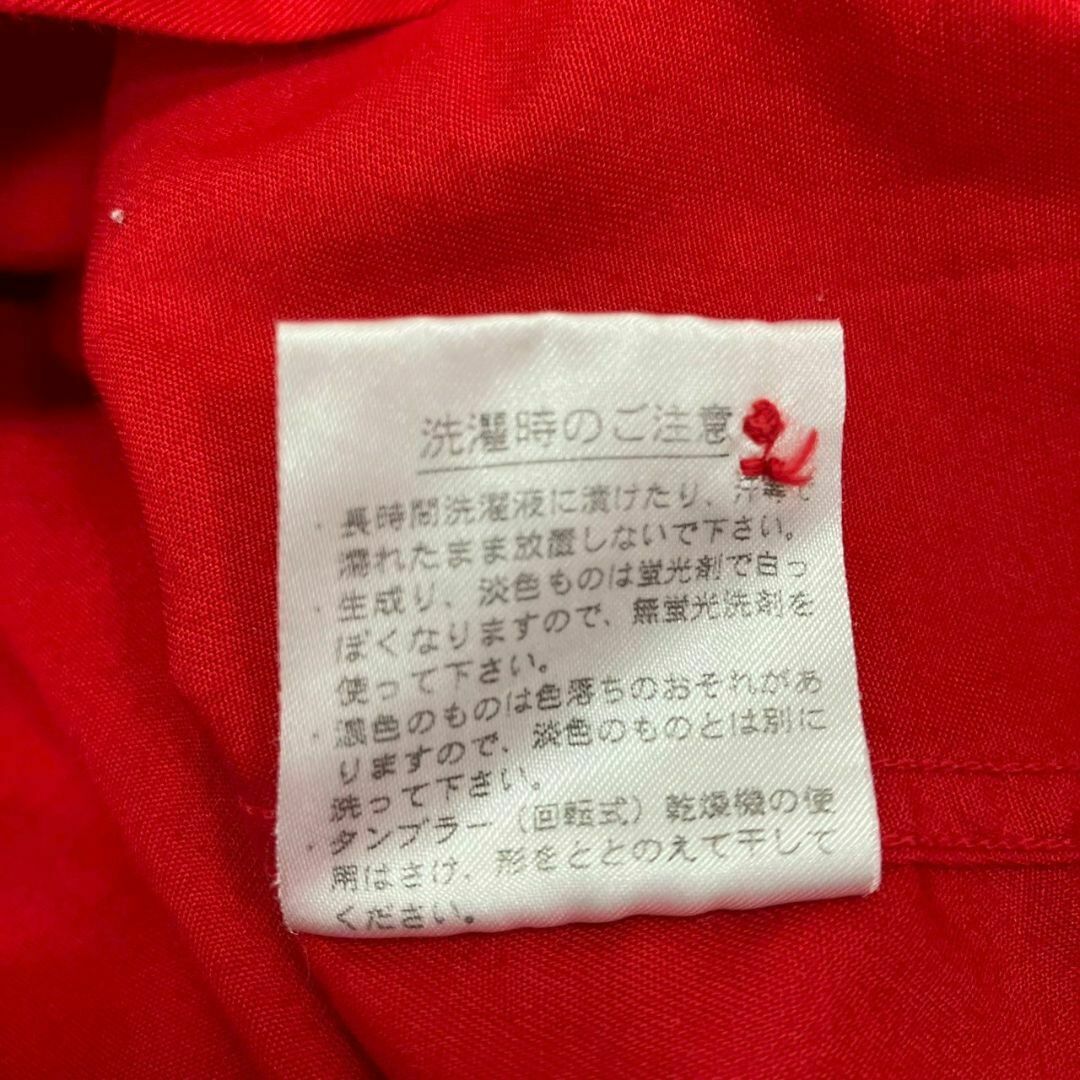 洗濯時のご注意
・長時間洗濯液に漬けたり、汗等で
濡れたまま放置しないで下さい。
・生成り、淡色ものは蛍光剤で白っ
ぽくなりますので、無蛍光洗剤を
使って下さい。
・濃色のものは色落ちのおそれがあ
りますので、淡色のものとは別に
洗って下さい。
・タンブラー（回転式）乾燥機の使
用はさけ、形をととのえて干して
ください。